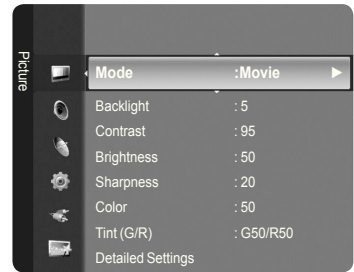 Picture
Mode :Movie
Backlight : 5
Contrast : 95
Brightness : 50
Sharpness : 20
Color : 50
Tint (G/R) : G50/R50
Detailed Settings